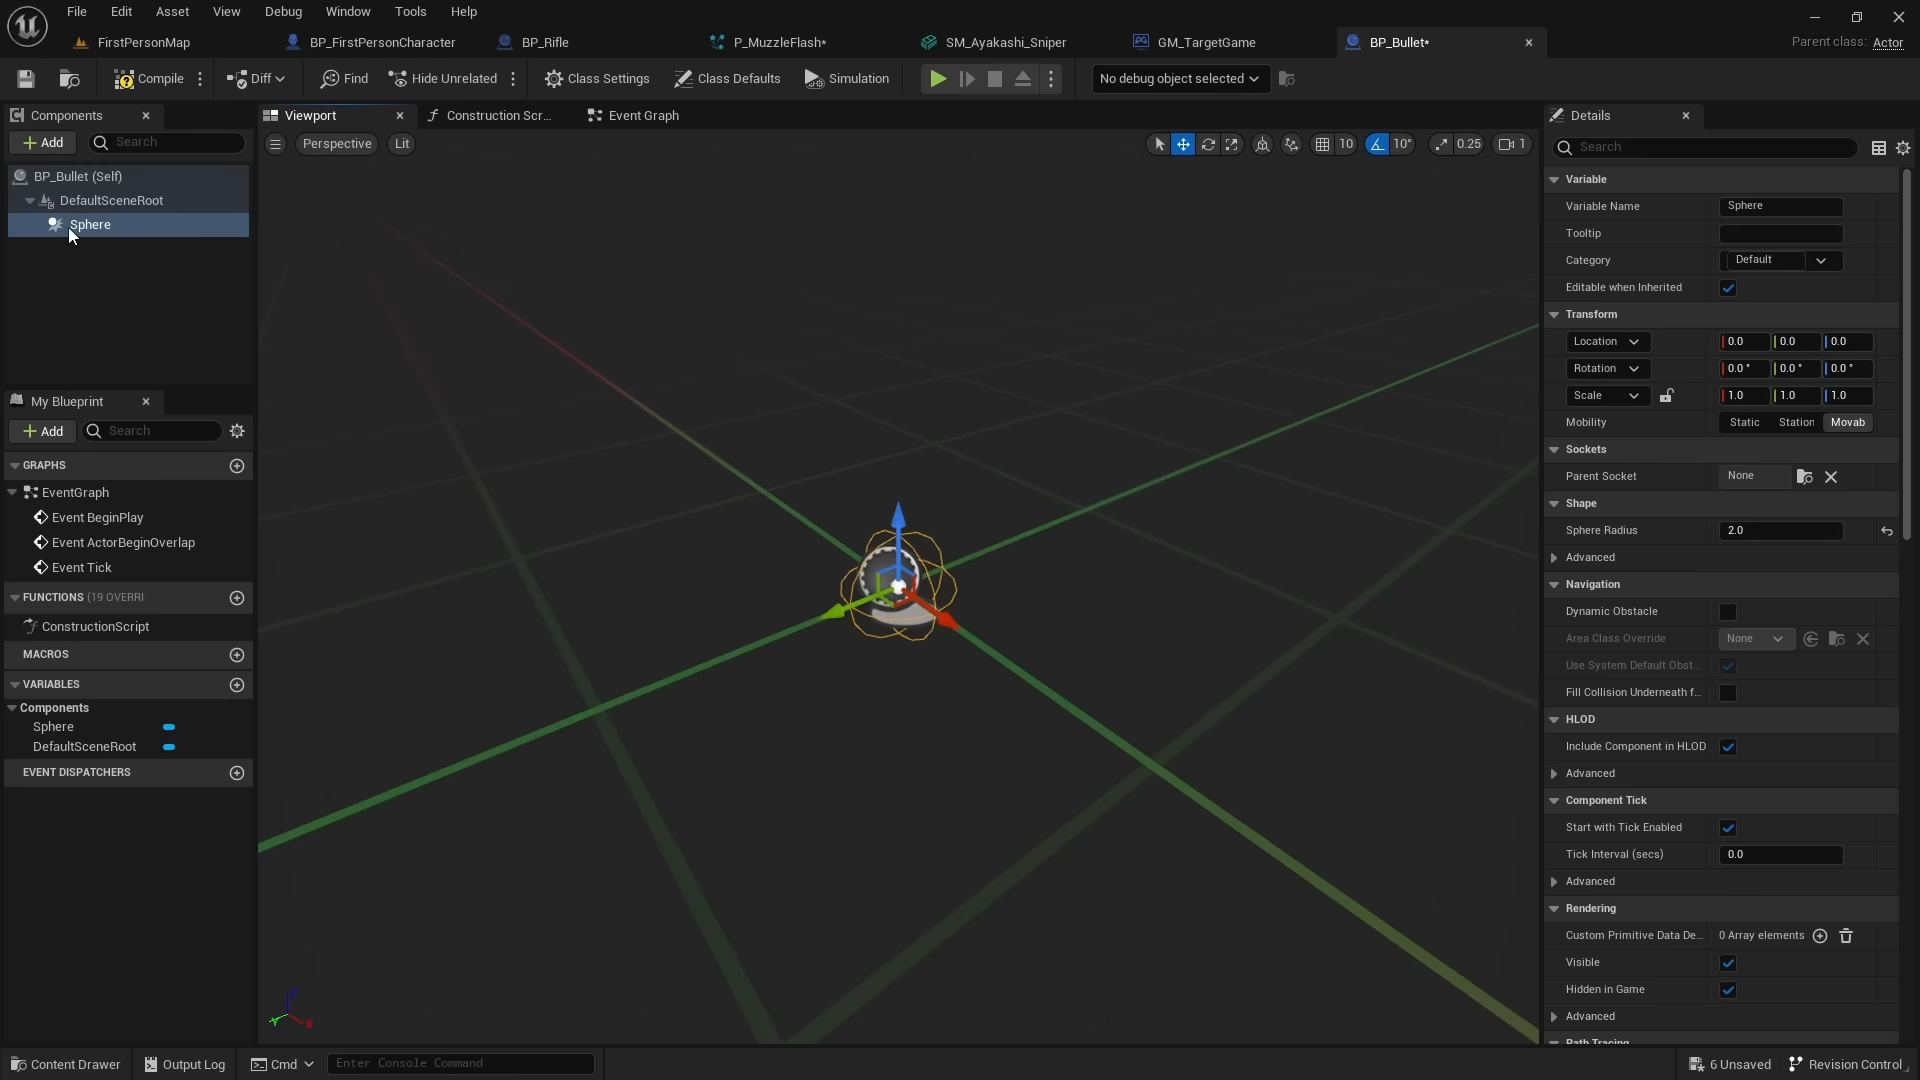 File Edit Asset View Debug Window Tools Help
FirstPersonMap BP_FirstPersonCharacter BP_Rifle P_MuzzleFlash* SM_Ayakashi_Sniper GM_TargetGame BP_Bullet* Parent class: Actor
Compile Diff Find Hide Unrelated Class Settings Class Defaults Simulation No debug object selected
Components
Add Search
BP_Bullet (Self)
DefaultSceneRoot
Sphere
My Blueprint
Add Search
GRAPHS
EventGraph
Event BeginPlay
Event ActorBeginOverlap
Event Tick
FUNCTIONS (19 OVERRI
ConstructionScript
MACROS
VARIABLES
Components
Sphere
DefaultSceneRoot
EVENT DISPATCHERS
Viewport Construction Scr... Event Graph
Perspective Lit 10 10° 0.25 1
Z
Y X
Details
Search
Variable
Variable Name Sphere
Tooltip
Category Default
Editable when Inherited
Transform
Location 0.0 0.0 0.0
Rotation 0.0 ° 0.0 ° 0.0 °
Scale 1.0 1.0 1.0
Mobility Static Station Movab
Sockets
Parent Socket None
Shape
Sphere Radius 2.0
Advanced
Navigation
Dynamic Obstacle
Area Class Override None
Use System Default Obst...
Fill Collision Underneath f...
HLOD
Include Component in HLOD
Advanced
Component Tick
Start with Tick Enabled
Tick Interval (secs) 0.0
Advanced
Rendering
Custom Primitive Data De... 0 Array elements
Visible
Hidden in Game
Advanced
Path Tracing
Content Drawer Output Log Cmd Enter Console Command 6 Unsaved Revision Control